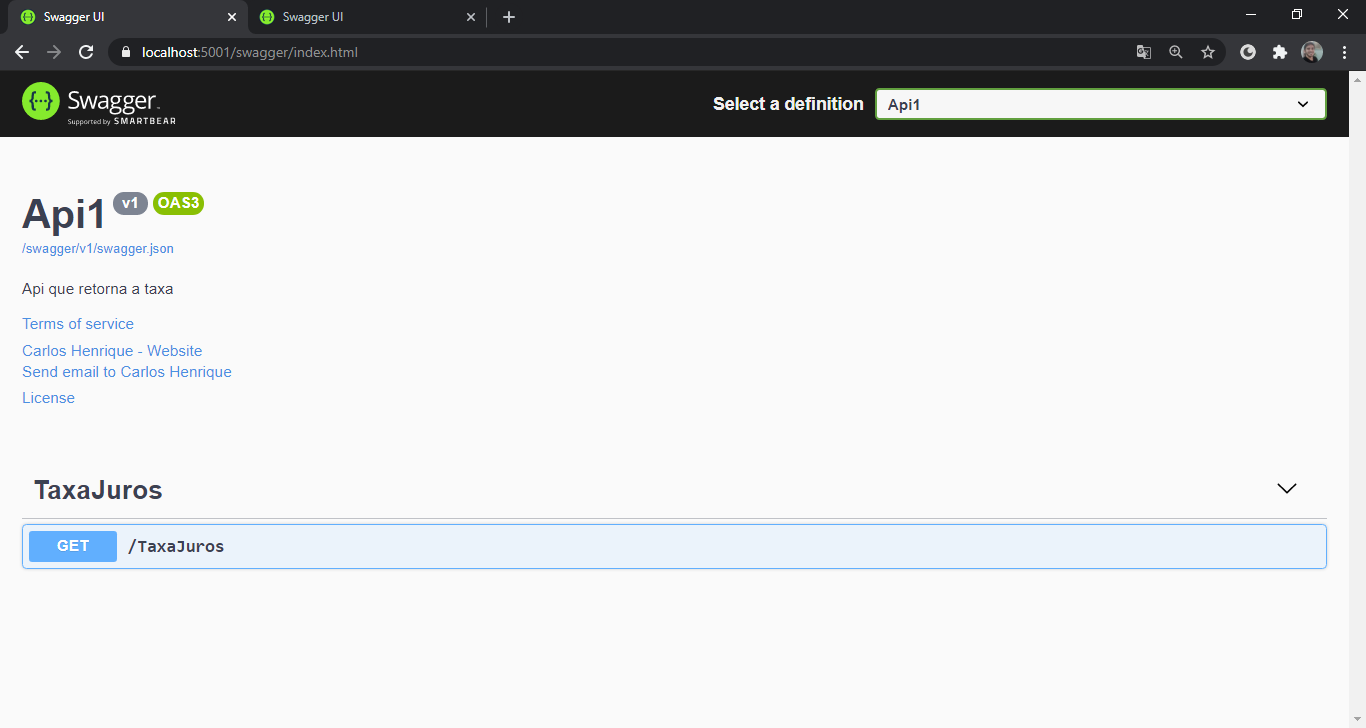 Swagger UI
Swagger UI
localhost:5001/swagger/index.html
Swagger
Supported by SMARTBEAR
Select a definition
Api1
Api1 v1 OAS3
/swagger/v1/swagger.json
Api que retorna a taxa
Terms of service
Carlos Henrique - Website
Send email to Carlos Henrique
License
TaxaJuros
GET /TaxaJuros